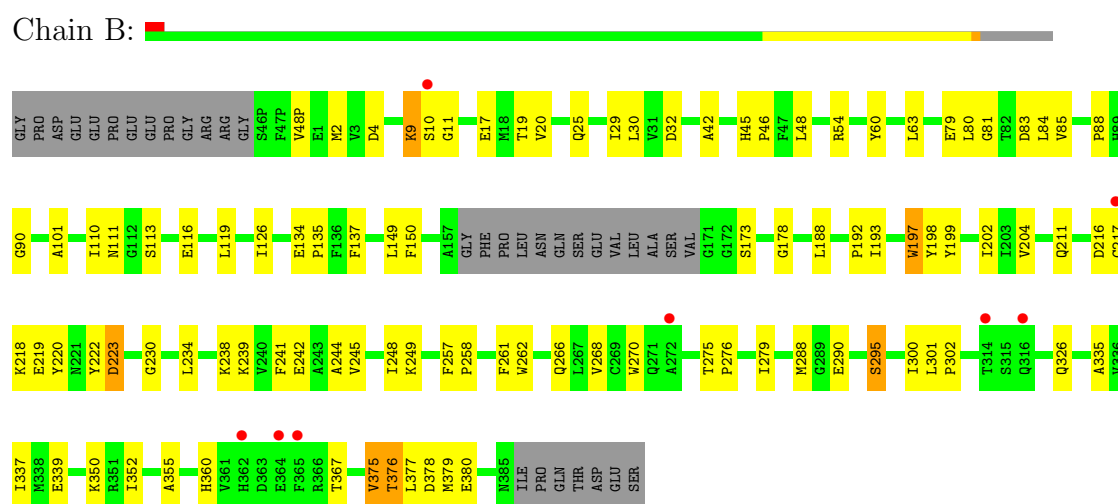 Chain B:
GLY PRO ASP GLU GLU PRO GLU GLU PRO GLY ARG ARG GLY S46P F47P V48P E1 M2 V3 D4 K9 S10 G11 E17 M18 T19 V20 Q25 I29 L30 V31 D32 A42 H45 P46 F47 L48 R54 Y60 L63 E79 L80 G81 T82 D83 L84 V85 P88 H89
G90 A101 I110 N111 G112 S113 E116 L119 I126 E134 P135 F136 F137 L149 F150 A157 GLY PHE PRO LEU ASN GLN SER GLU VAL LEU ALA SER VAL G171 G172 S173 G178 L188 P192 I193 W197 Y198 Y199 I202 I203 V204 Q211 D216 G217
K218 E219 Y220 N221 Y222 D223 G230 L234 K238 K239 V240 F241 E242 A243 A244 V245 I248 K249 F257 P258 F261 W262 Q266 L267 V268 C269 W270 Q271 A272 T275 P276 I279 M288 G289 E290 S295 I300 L301 P302 T314 S315 Q316 Q326 A335 V336
I337 M338 E339 K350 R351 I352 A355 H360 V361 H362 D363 E364 F365 R366 T367 V375 T376 L377 D378 M379 E380 N385 ILE PRO GLN THR ASP GLU SER